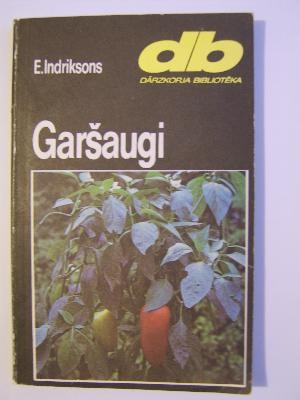 E.Indriksons
db
DĀRZKOPJA BIBLIOTĒKA
Garšaugi